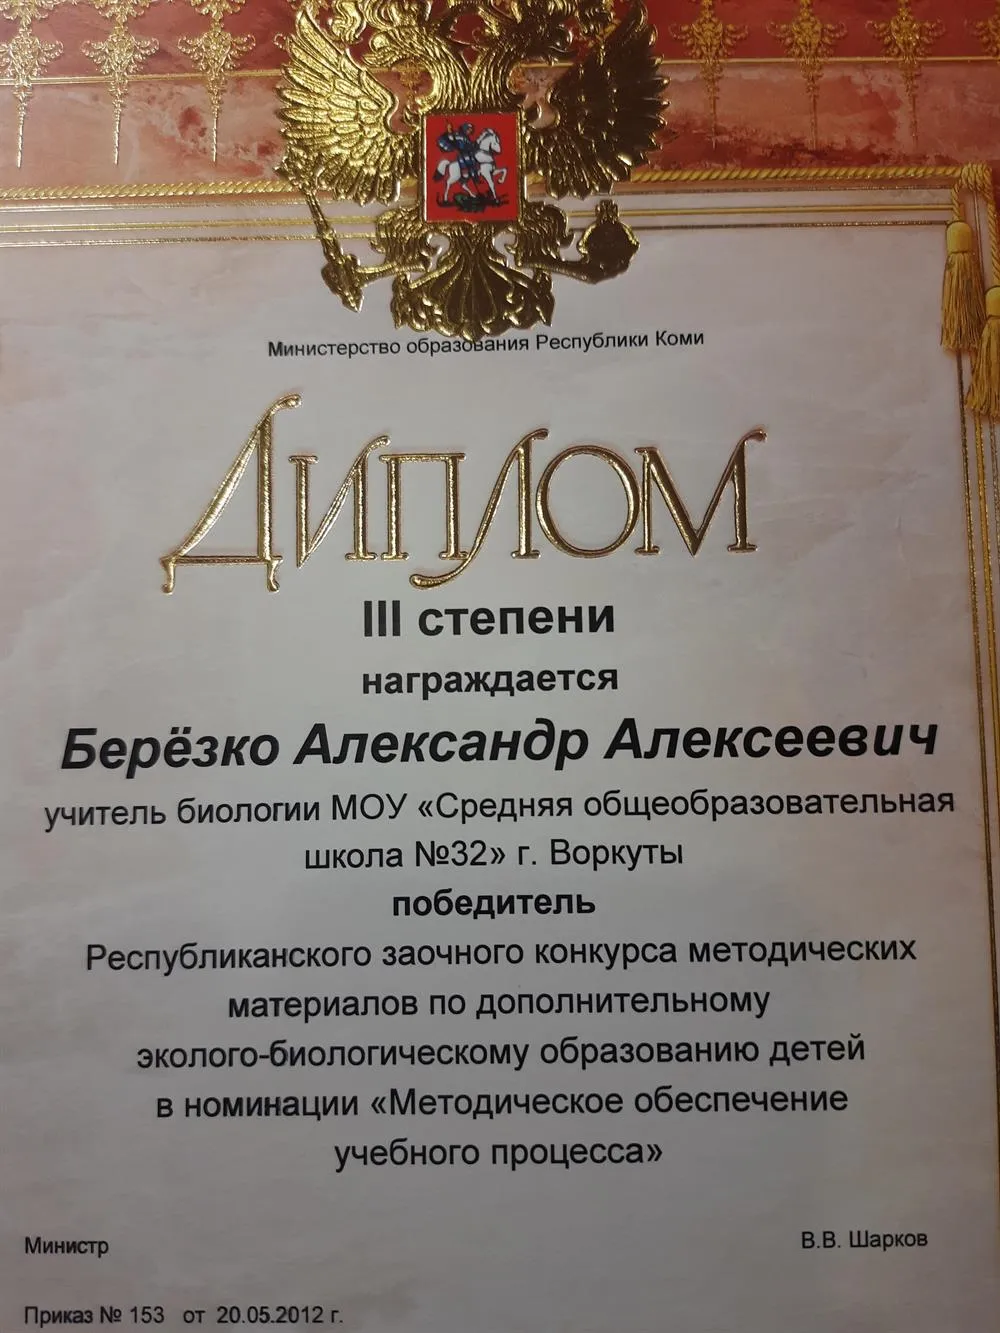 Министерство образования Республики Коми
Диплом
III степени
награждается
Берёзко Александр Алексеевич
учитель биологии МОУ «Средняя общеобразовательная
школа №32» г. Воркуты
победитель
Республиканского заочного конкурса методических
материалов по дополнительному
эколого-биологическому образованию детей
в номинации «Методическое обеспечение
учебного процесса»
Министр В.В. Шарков
Приказ № 153 от 20.05.2012 г.